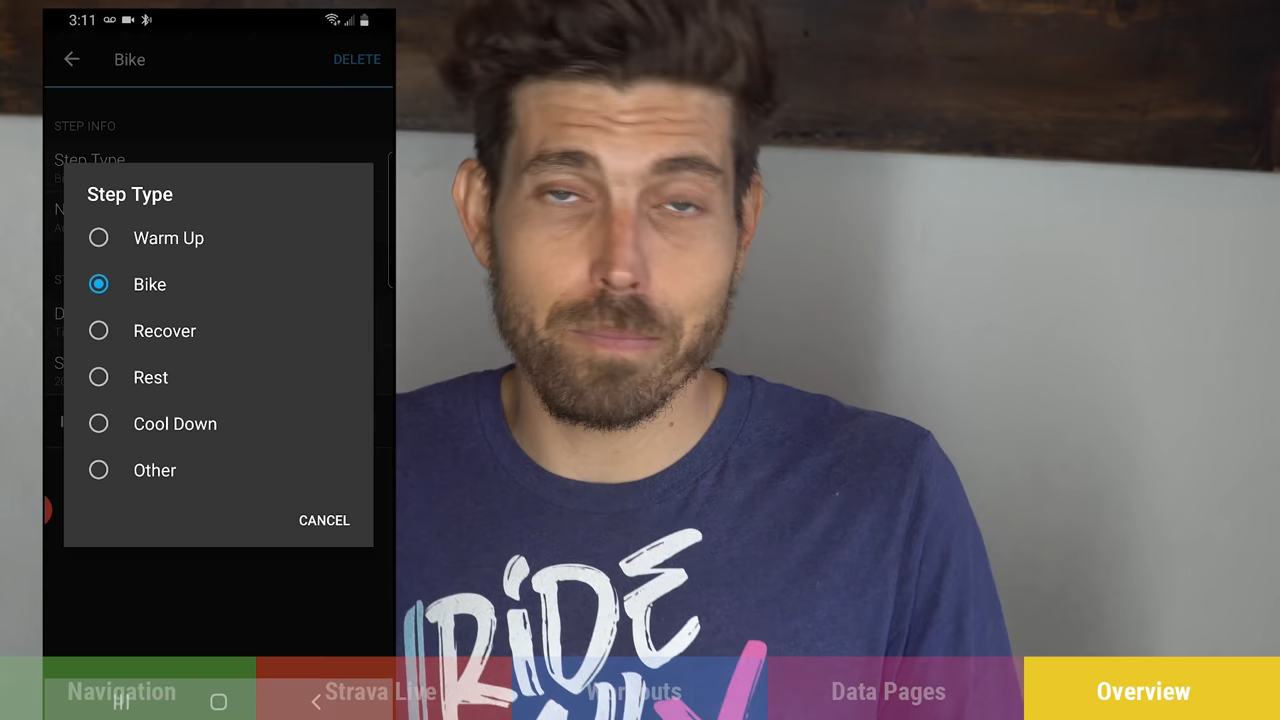 3:11
Bike
DELETE
STEP INFO
Step Type
Step Type
Warm Up
Bike
Recover
Rest
Cool Down
Other
CANCEL
RIDE
Navigation
Strava Live
Workouts
Data Pages
Overview